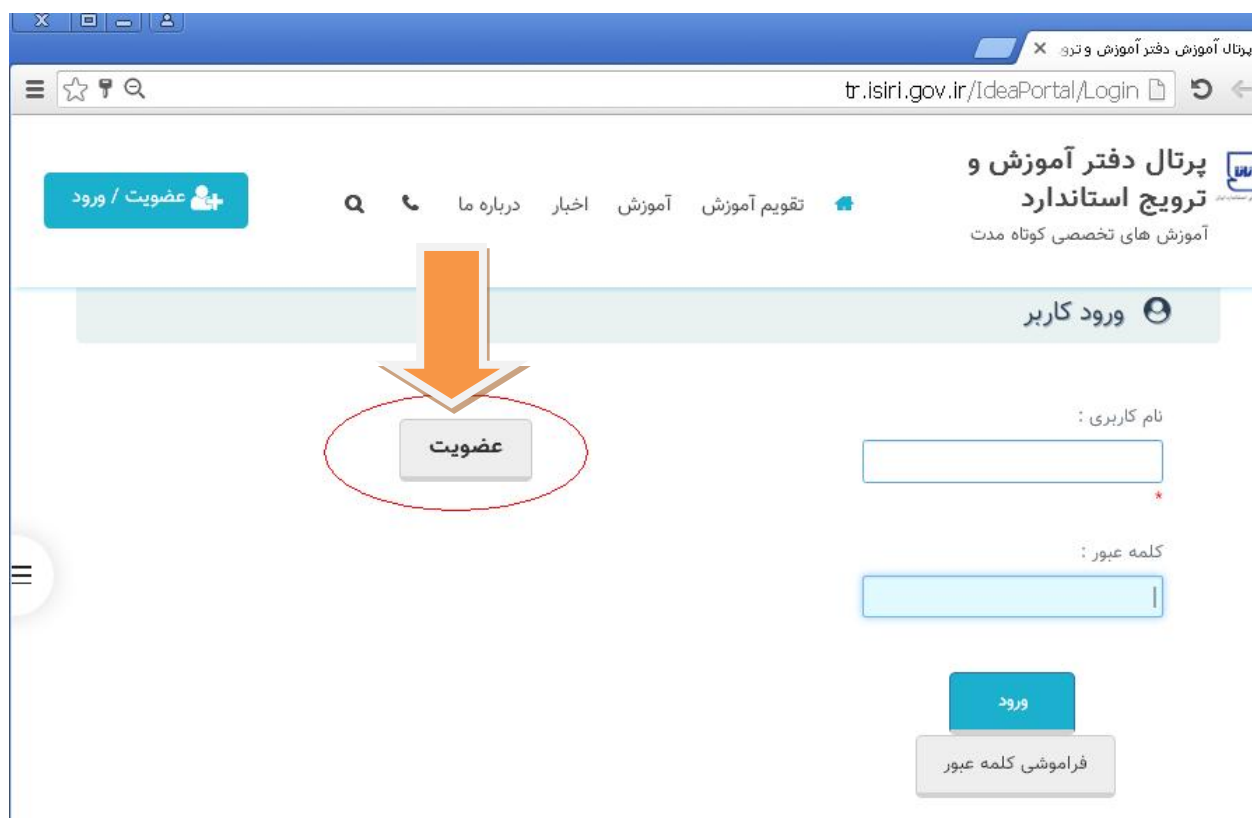 پرتال آموزش دفتر آموزش و ترو
tr.isiri.gov.ir/IdeaPortal/Login
پرتال دفتر آموزش و
ترویج استاندارد
آموزش های تخصصی کوتاه مدت
تقویم آموزش آموزش اخبار درباره ما
عضویت / ورود
ورود کاربر
نام کاربری :
*
عضویت
کلمه عبور :
ورود
فراموشی کلمه عبور